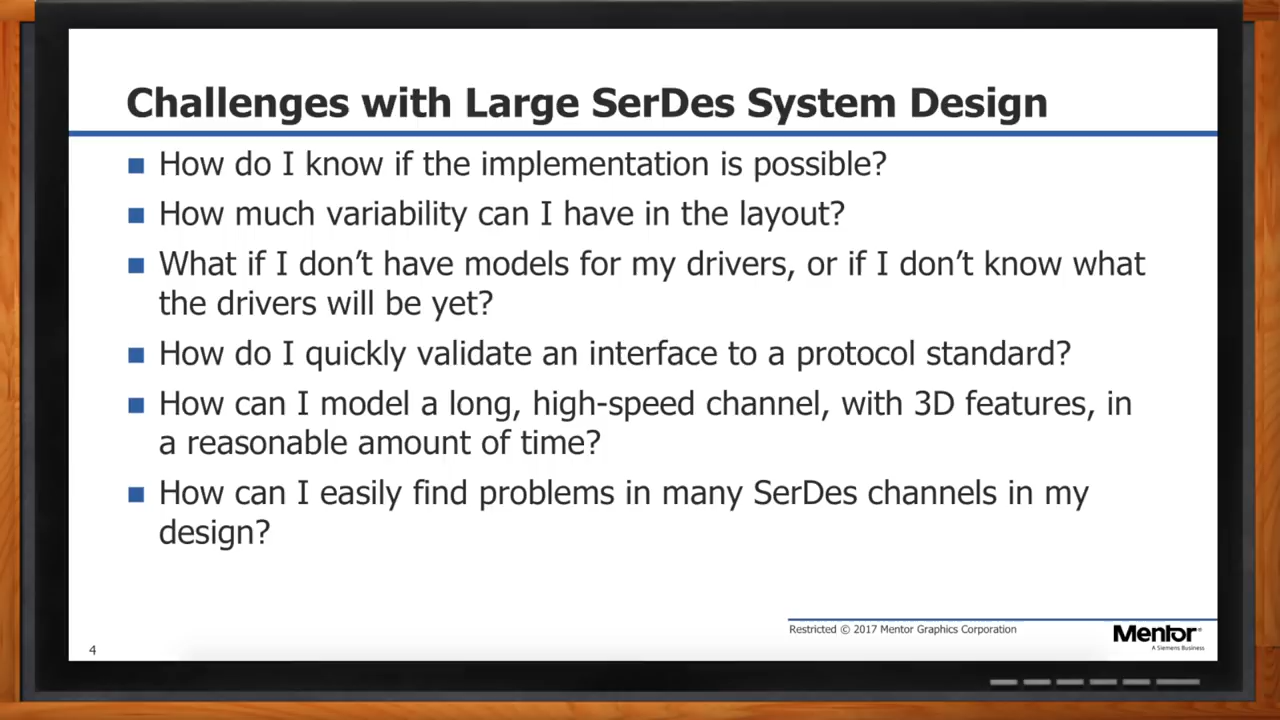 Challenges with Large SerDes System Design
■ How do I know if the implementation is possible?
■ How much variability can I have in the layout?
■ What if I don’t have models for my drivers, or if I don’t know what
the drivers will be yet?
■ How do I quickly validate an interface to a protocol standard?
■ How can I model a long, high-speed channel, with 3D features, in
a reasonable amount of time?
■ How can I easily find problems in many SerDes channels in my
design?
Restricted © 2017 Mentor Graphics Corporation
Mentor®
A Siemens Business
4